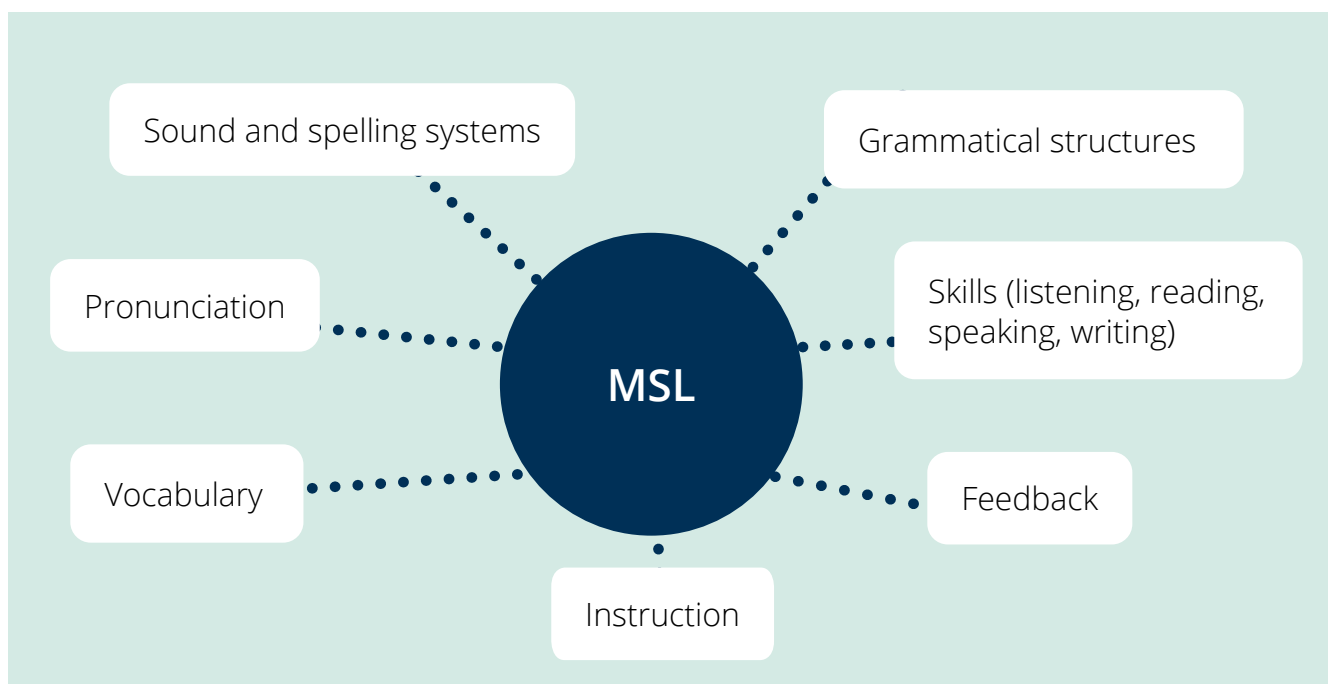 Sound and spelling systems
Grammatical structures
Pronunciation
Skills (listening, reading,
speaking, writing)
MSL
Vocabulary
Feedback
Instruction